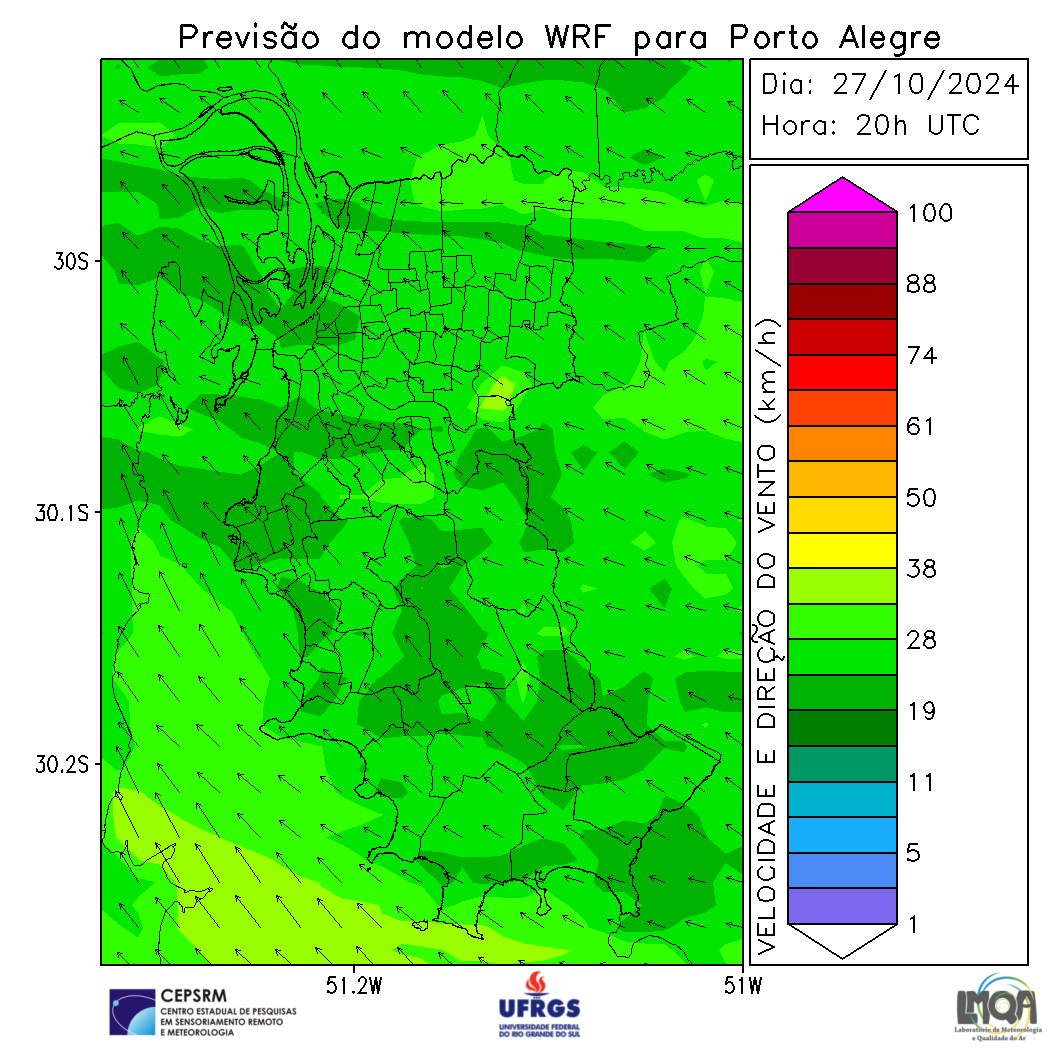 Previsão do modelo WRF para Porto Alegre
Dia: 27/10/2024
Hora: 20h UTC
30S
30.1S
30.2S
51.2W
51W
VELOCIDADE E DIREÇÃO DO VENTO (km/h)
100
88
74
61
50
38
28
19
11
5
1
CEPSRM
CENTRO ESTADUAL DE PESQUISAS
EM SENSORIAMENTO REMOTO
E METEOROLOGIA
UFRGS
UNIVERSIDADE FEDERAL
DO RIO GRANDE DO SUL
LMQA
Laboratório de Meteorologia
e Qualidade do Ar